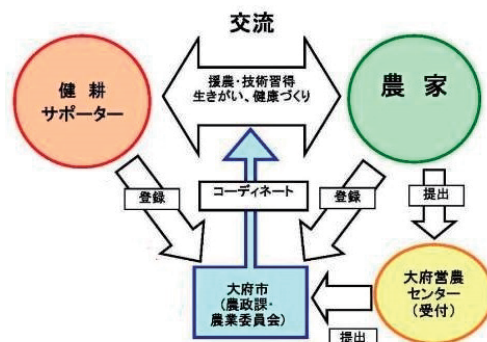 交流
健 耕
サポーター
援農・技術習得
生きがい、健康づくり
農 家
登録
コーディネート
登録
提出
大府市
(農政課・
農業委員会)
大府営農
センター
(受付)
提出